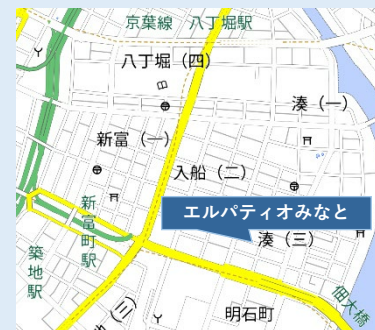 京葉線 八丁堀駅
八丁堀（四）
湊（一）
新富（一）
入船（二）
エルパティオみなと
新富町駅
湊（三）
築地駅
佃大橋
明石町
（三）